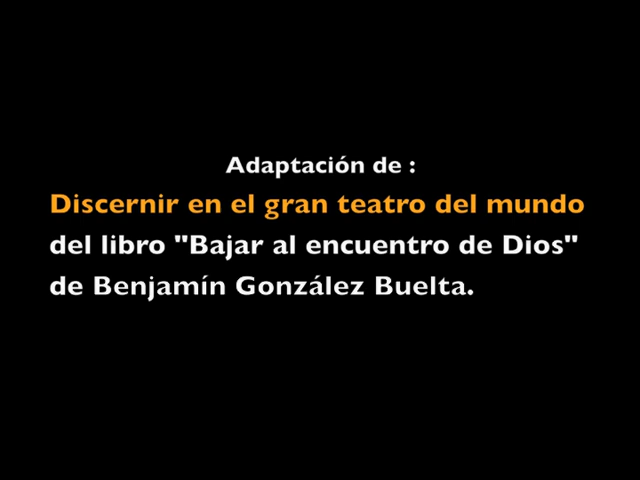 Adaptación de :
Discernir en el gran teatro del mundo
del libro "Bajar al encuentro de Dios"
de Benjamín González Buelta.